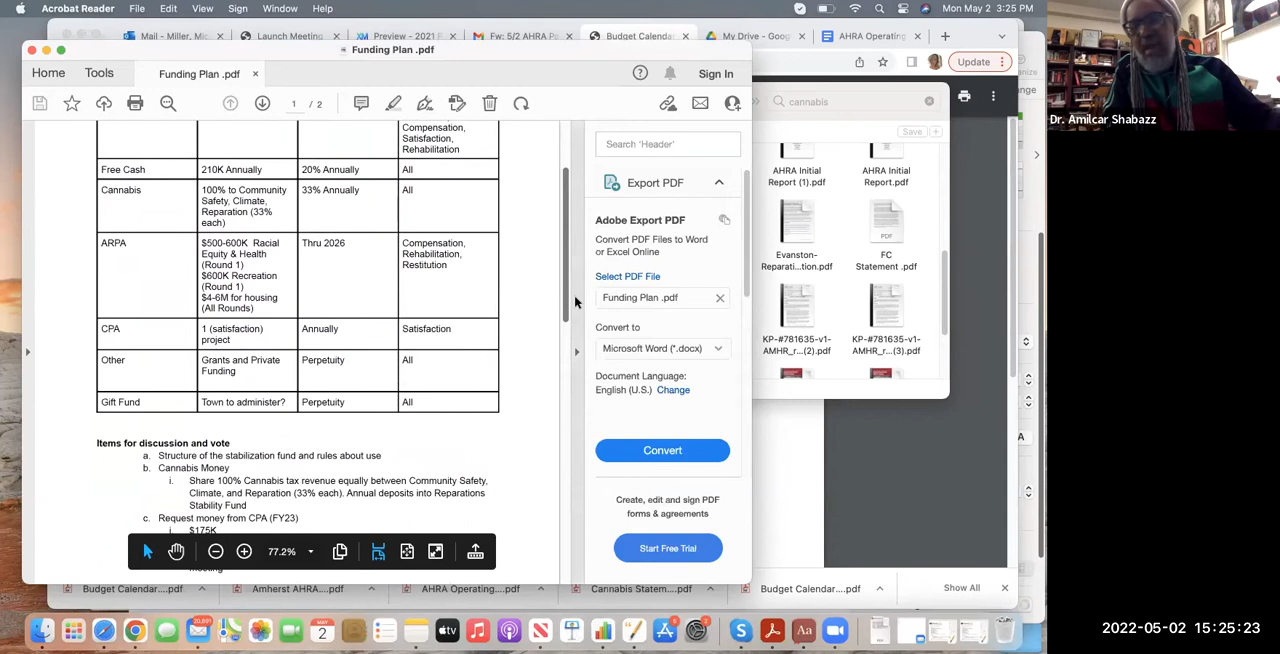 Acrobat Reader File Edit View Sign Window Help Mon May 2 3:25 PM
Mail - Miller, Mic Launch Meeting Preview - 2021 F Fw: 5/2 AHRA Pa Budget Calendar My Drive - Goog AHRA Operating
Funding Plan .pdf
Home Tools Funding Plan .pdf Sign In
Update
1 / 2
cannabis
Save
Compensation,
Satisfaction,
Rehabilitation
Free Cash 210K Annually 20% Annually All
Cannabis 100% to Community 33% Annually All
Safety, Climate,
Reparation (33%
each)
ARPA $500-600K Racial Thru 2026 Compensation,
Equity & Health Rehabilitation,
(Round 1) Restitution
$600K Recreation
(Round 1)
$4-6M for housing
(All Rounds)
CPA 1 (satisfaction) Annually Satisfaction
project
Other Grants and Private Perpetuity All
Funding
Gift Fund Town to administer? Perpetuity All
Items for discussion and vote
a. Structure of the stabilization fund and rules about use
b. Cannabis Money
i. Share 100% Cannabis tax revenue equally between Community Safety,
Climate, and Reparation (33% each). Annual deposits into Reparations
Stability Fund
c. Request money from CPA (FY23)
i. $175K
meeting
77.2%
Search 'Header'
Export PDF
Adobe Export PDF
Convert PDF Files to Word
or Excel Online
Select PDF File
Funding Plan .pdf
Convert to
Microsoft Word (*.docx)
Document Language:
English (U.S.) Change
Convert
Create, edit and sign PDF
forms & agreements
Start Free Trial
AHRA Initial
Report (1).pdf
AHRA Initial
Report.pdf
PDF
Evanston-
Reparati...tion.pdf
FC
Statement .pdf
KP-#781635-v1-
AMHR_r...(2).pdf
KP-#781635-v1-
AMHR_r...(3).pdf
Budget Calendar....pdf Amherst AHRA....pdf AHRA Operating....pdf Cannabis Statem....pdf Budget Calendar....pdf Show All
MAY
2
tv
Aa
Dr. Amilcar Shabazz
2022-05-02 15:25:23